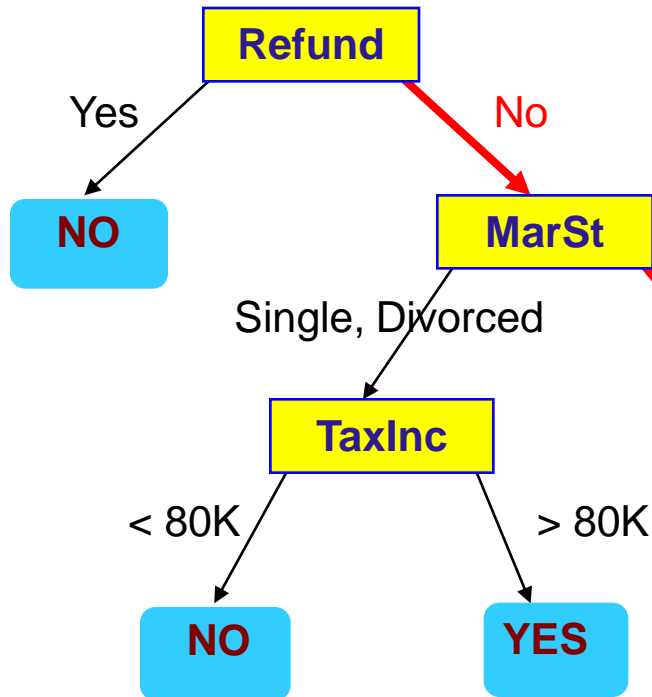 Refund
Yes
No
NO
MarSt
Single, Divorced
TaxInc
< 80K
> 80K
NO
YES